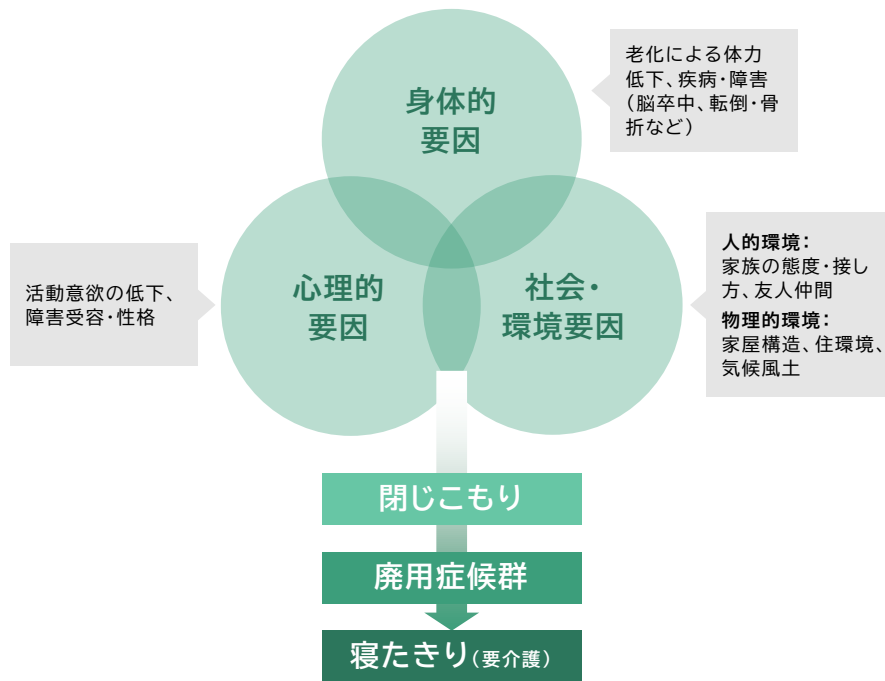 身体的
要因
老化による体力
低下、疾病・障害
（脳卒中、転倒・骨
折など）
心理的
要因
活動意欲の低下、
障害受容・性格
社会・
環境要因
人的環境：
家族の態度・接し
方、友人仲間
物理的環境：
家屋構造、住環境、
気候風土
閉じこもり
廃用症候群
寝たきり（要介護）